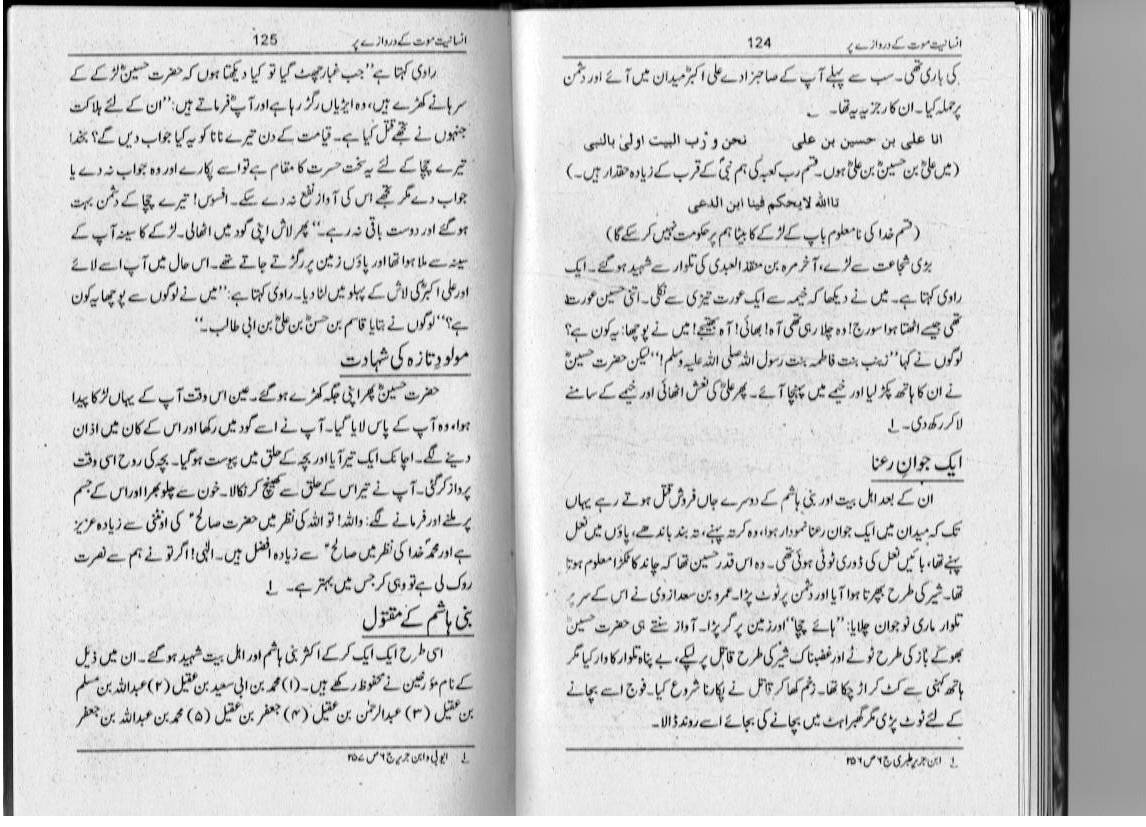 انسانیت موت کے دروازے پر 124
کی باری تھی۔ سب سے پہلے آپ کے صاحبزادے علی اکبرؓ میدان میں آئے اور دشمن
پر حملہ کیا۔ ان کا رجز یہ تھا۔
انا علی بن حسین بن علی نحن ورب البیت اولیٰ بالنبی
(میں علیؓ بن حسینؓ بن علیؓ ہوں۔ قسم رب کعبہ کی ہم نبیؐ کے قرب کے زیادہ حقدار ہیں۔)
تاﷲ لایحکم فینا ابن الدعی
(قسم خدا کی نامعلوم باپ کے لڑکے کا بیٹا ہم پر حکومت نہیں کر سکے گا)
بڑی شجاعت سے لڑے، آخر مرہ بن منقذ العبدی کی تلوار سے شہید ہو گئے۔ ایک
راوی کہتا ہے۔ میں نے دیکھا کہ خیمہ سے ایک عورت تیزی سے نکلی۔ اتنی حسین عورت
تھی جیسے اٹھتا ہوا سورج! وہ چلا رہی تھی آہ! بھائی! آہ بھتیجے! میں نے پوچھا: یہ کون ہے؟
لوگوں نے کہا ’’زینب بنت فاطمہ بنت رسول اللہ صلی اللہ علیہ وسلم!‘‘ لیکن حضرت حسینؓ
نے ان کا ہاتھ پکڑ لیا اور خیمے میں پہنچا آئے۔ پھر علیؓ کی نعش اٹھائی اور خیمے کے سامنے
لا کر رکھ دی۔ ۱؎
ایک جوانِ رعنا
ان کے بعد اہل بیت اور بنی ہاشم کے دوسرے جاں فروش قتل ہوتے رہے یہاں
تک کہ میدان میں ایک جوان رعنا نمودار ہوا، وہ کرتہ پہنے، تہ بند باندھے، پاؤں میں نعل
پہنے تھا، بائیں نعل کی ڈوری ٹوٹی ہوئی تھی۔ وہ اس قدر حسین تھا کہ چاند کا ٹکڑا معلوم ہوتا
تھا۔ شیر کی طرح بپھرتا ہوا آیا اور دشمن پر ٹوٹ پڑا۔ عمرو بن سعد ازدی نے اس کے سر پر
تلوار ماری نوجوان چلایا: ’’ہائے چچا‘‘ اور زمین پر گر پڑا۔ آواز سنتے ہی حضرت حسینؓ
بھوکے باز کی طرح ٹوٹے اور غضبناک شیر کی طرح قاتل پر لپکے، بے پناہ تلوار کا وار کیا مگر
ہاتھ کہنی سے کٹ کر اڑ چکا تھا۔ زخم کھا کر قاتل نے پکارنا شروع کیا۔ فوج اسے بچانے
کے لئے ٹوٹ پڑی مگر گھبراہٹ میں بچانے کی بجائے اسے روند ڈالا۔
۱؎ ابن جریر طبری ج ۶ ص ۲۵۶
انسانیت موت کے دروازے پر 125
راوی کہتا ہے ’’جب غبار چھٹ گیا تو کیا دیکھتا ہوں کہ حضرت حسینؓ لڑکے کے
سرہانے کھڑے ہیں، وہ ایڑیاں رگڑ رہا ہے اور آپؓ فرماتے ہیں: ’’ان کے لئے ہلاکت
جنہوں نے تجھے قتل کیا ہے۔ قیامت کے دن تیرے نانا کو یہ کیا جواب دیں گے؟ بخدا
تیرے چچا کے لئے یہ سخت حسرت کا مقام ہے تو اسے پکارے اور وہ جواب نہ دے یا
جواب دے مگر تجھے اس کی آواز نفع نہ دے سکے۔ افسوس! تیرے چچا کے دشمن بہت
ہو گئے اور دوست باقی نہ رہے۔‘‘ پھر لاش اپنی گود میں اٹھالی۔ لڑکے کا سینہ آپ کے
سینہ سے ملا ہوا تھا اور پاؤں زمین پر رگڑتے جاتے تھے۔ اس حال میں آپ اسے لائے
اور علی اکبرؓ کی لاش کے پہلو میں لٹا دیا۔ راوی کہتا ہے: ’’میں نے لوگوں سے پوچھا یہ کون
ہے؟‘‘ لوگوں نے بتایا قاسم بن حسنؓ بن علیؓ بن ابی طالب۔‘‘
مولودِ تازہ کی شہادت
حضرت حسینؓ پھر اپنی جگہ کھڑے ہو گئے۔ عین اس وقت آپ کے یہاں لڑکا پیدا
ہوا، وہ آپ کے پاس لایا گیا۔ آپ نے اسے گود میں رکھا اور اس کے کان میں اذان
دینے لگے۔ اچانک ایک تیر آیا اور بچہ کے حلق میں پیوست ہو گیا۔ بچہ کی روح اسی وقت
پرواز کر گئی۔ آپ نے تیر اس کے حلق سے کھینچ کر نکالا۔ خون سے چلو بھرا اور اس کے جسم
پر ملنے اور فرمانے لگے: واللہ! تو اللہ کی نظر میں حضرت صالحؑ کی اونٹنی سے زیادہ عزیز
ہے اور محمدؐ خدا کی نظر میں صالحؑ سے زیادہ افضل ہیں۔ الٰہی! اگر تو نے ہم سے نصرت
روک لی ہے تو وہی کر جس میں بہتر ہے۔ ۱؎
بنی ہاشم کے مقتول
اسی طرح ایک ایک کر کے اکثر بنی ہاشم اور اہل بیت شہید ہو گئے۔ ان میں ذیل
کے نام مؤرخین نے محفوظ رکھے ہیں۔ (۱) محمد بن ابی سعید بن عقیل (۲) عبداللہ بن مسلم
بن عقیل (۳) عبدالرحمٰن بن عقیل (۴) جعفر بن عقیل (۵) محمد بن عبداللہ بن جعفر
۱؎ ایوبی و ابن جریر ج ۶ ص ۲۵۷